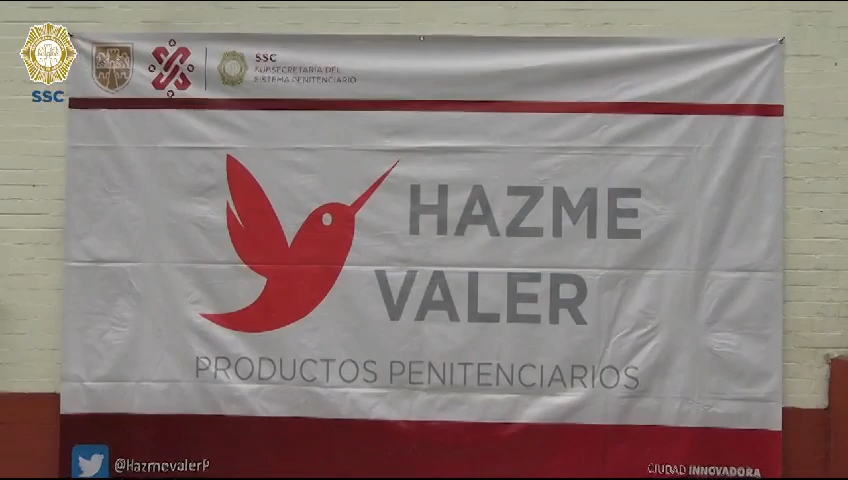 SSC
SSC
SUBSECRETARÍA DEL
SISTEMA PENITENCIARIO
HAZME
VALER
PRODUCTOS PENITENCIARIOS
@HazmevalerP
CIUDAD INNOVADORA